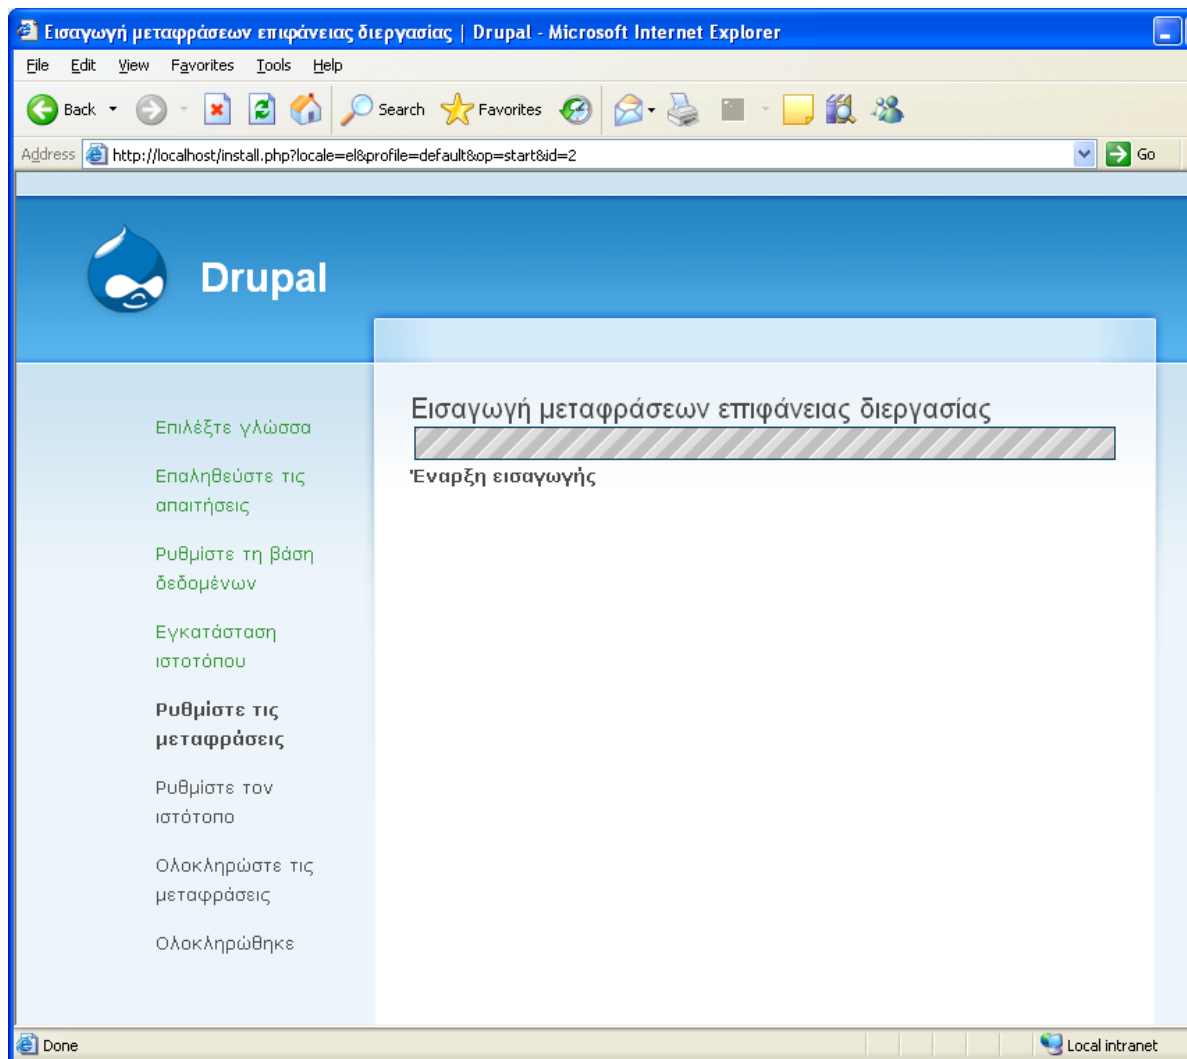 Εισαγωγή μεταφράσεων επιφάνειας διεργασίας | Drupal - Microsoft Internet Explorer
File Edit View Favorites Tools Help
Back Search Favorites
Address http://localhost/install.php?locale=el&profile=default&op=start&id=2 Go
Drupal
Εισαγωγή μεταφράσεων επιφάνειας διεργασίας
Έναρξη εισαγωγής
Επιλέξτε γλώσσα
Επαληθεύστε τις
απαιτήσεις
Ρυθμίστε τη βάση
δεδομένων
Εγκατάσταση
ιστοτόπου
Ρυθμίστε τις
μεταφράσεις
Ρυθμίστε τον
ιστότοπο
Ολοκληρώστε τις
μεταφράσεις
Ολοκληρώθηκε
Done Local intranet